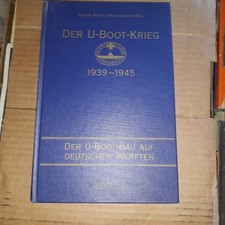 DER U-BOOT-KRIEG
1939–1945
DER U-BOOT-BAU AUF
DEUTSCHEN WERFTEN